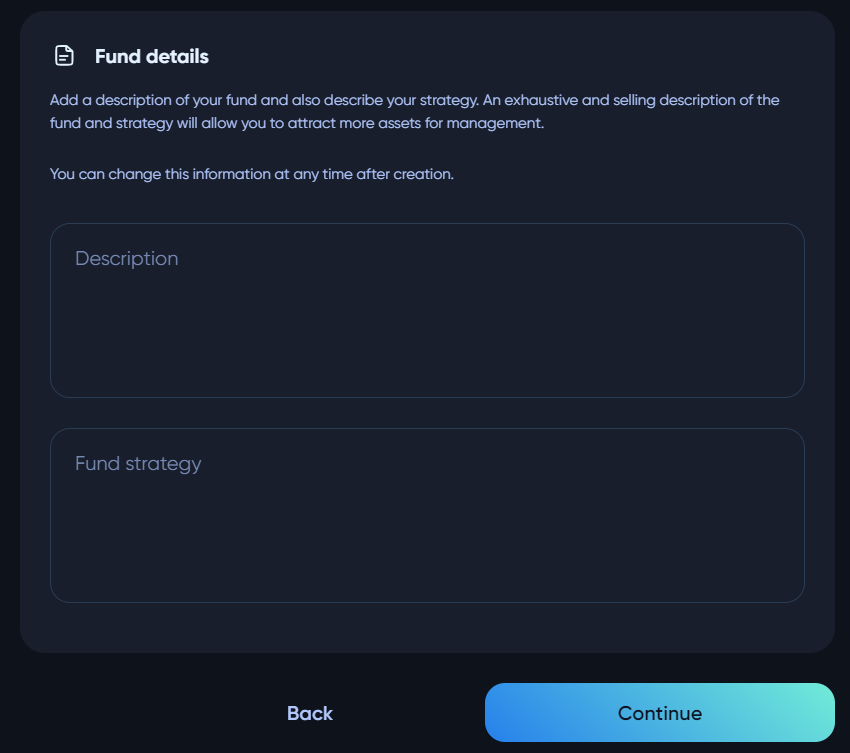 Fund details
Add a description of your fund and also describe your strategy. An exhaustive and selling description of the
fund and strategy will allow you to attract more assets for management.
You can change this information at any time after creation.
Description
Fund strategy
Back
Continue